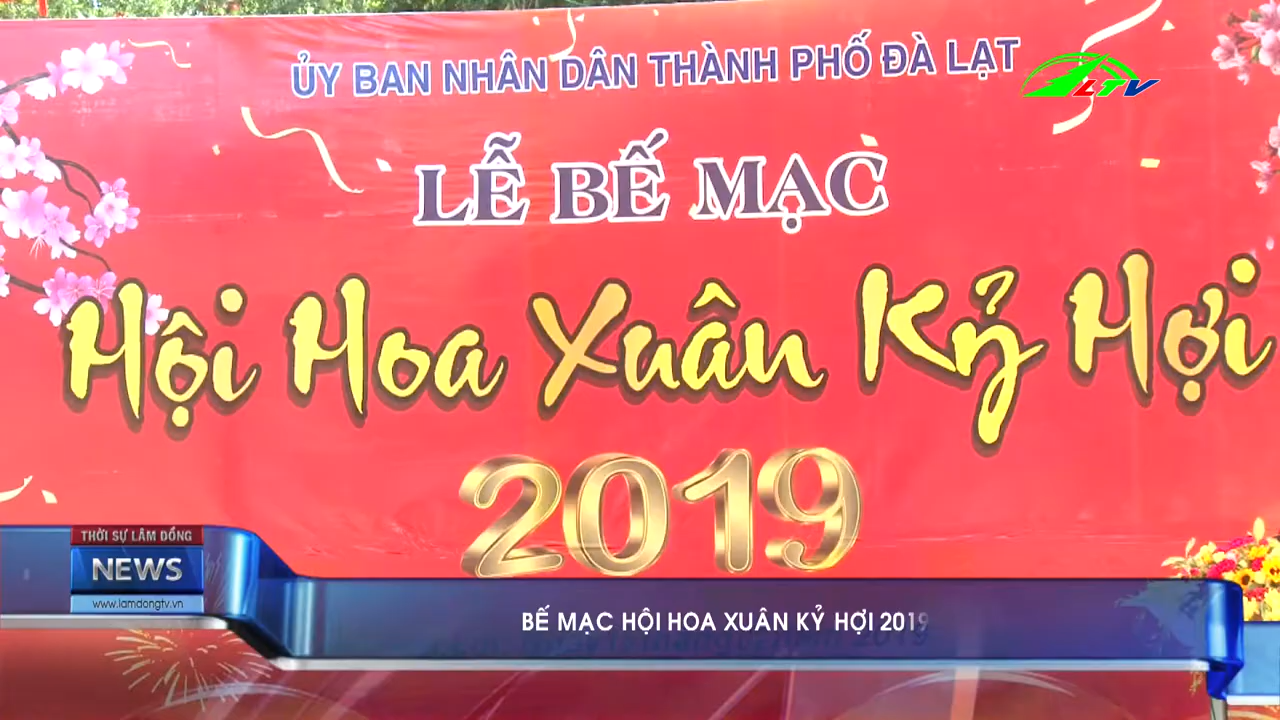 ỦY BAN NHÂN DÂN THÀNH PHỐ ĐÀ LẠT
LTV
LỄ BẾ MẠC
Hội Hoa Xuân Kỷ Hợi
2019
THỜI SỰ LÂM ĐỒNG
NEWS
www.lamdongtv.vn
BẾ MẠC HỘI HOA XUÂN KỶ HỢI 2019